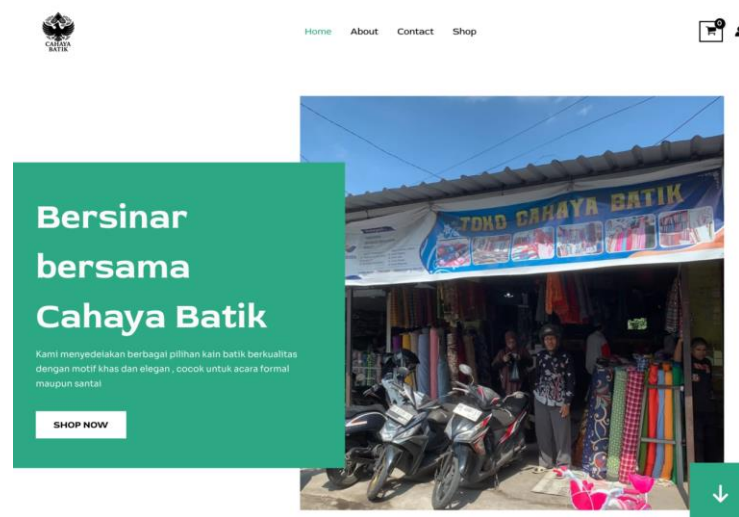 CAHAYA
BATIK
Home About Contact Shop
0
TOKO CAHAYA BATIK
Bersinar
bersama
Cahaya Batik
Kami menyedeiakan berbagai pilihan kain batik berkualitas
dengan motif khas dan elegan , cocok untuk acara formal
maupun santai
SHOP NOW